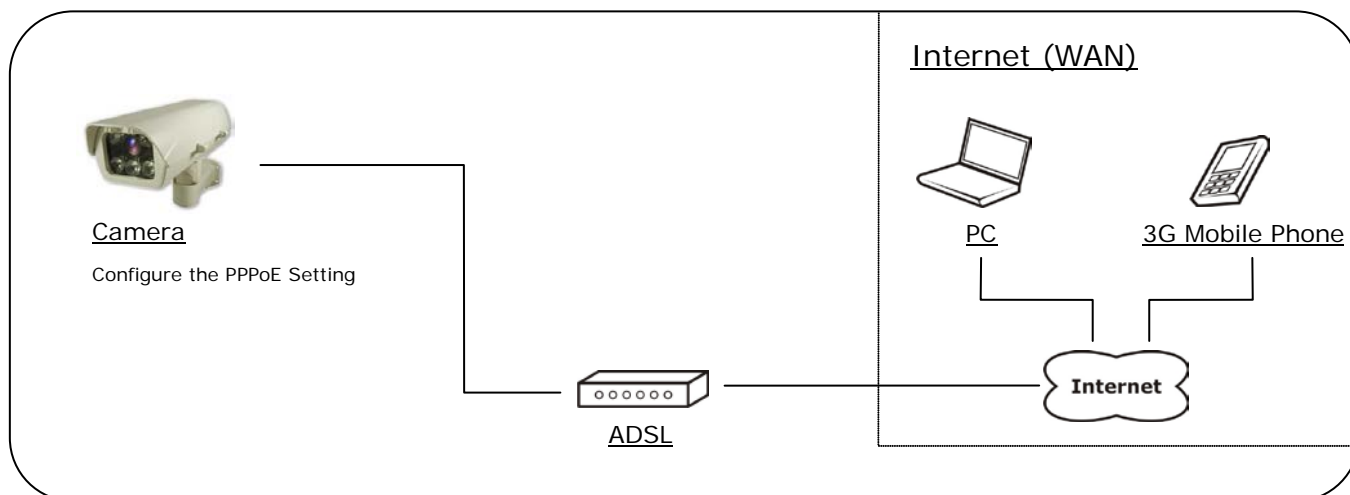 Internet (WAN)
Camera
Configure the PPPoE Setting
PC
3G Mobile Phone
Internet
ADSL